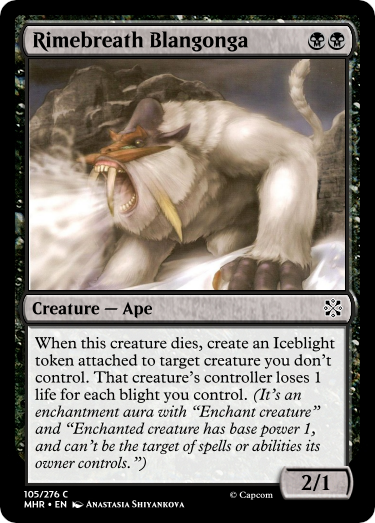 Rimebreath Blangonga
Creature — Ape
When this creature dies, create an Iceblight
token attached to target creature you don't
control. That creature's controller loses 1
life for each blight you control. (It's an
enchantment aura with “Enchant creature”
and “Enchanted creature has base power 1,
and can't be the target of spells or abilities its
owner controls.”)
2/1
105/276 C
MHR • EN Anastasia Shiyankova
© Capcom